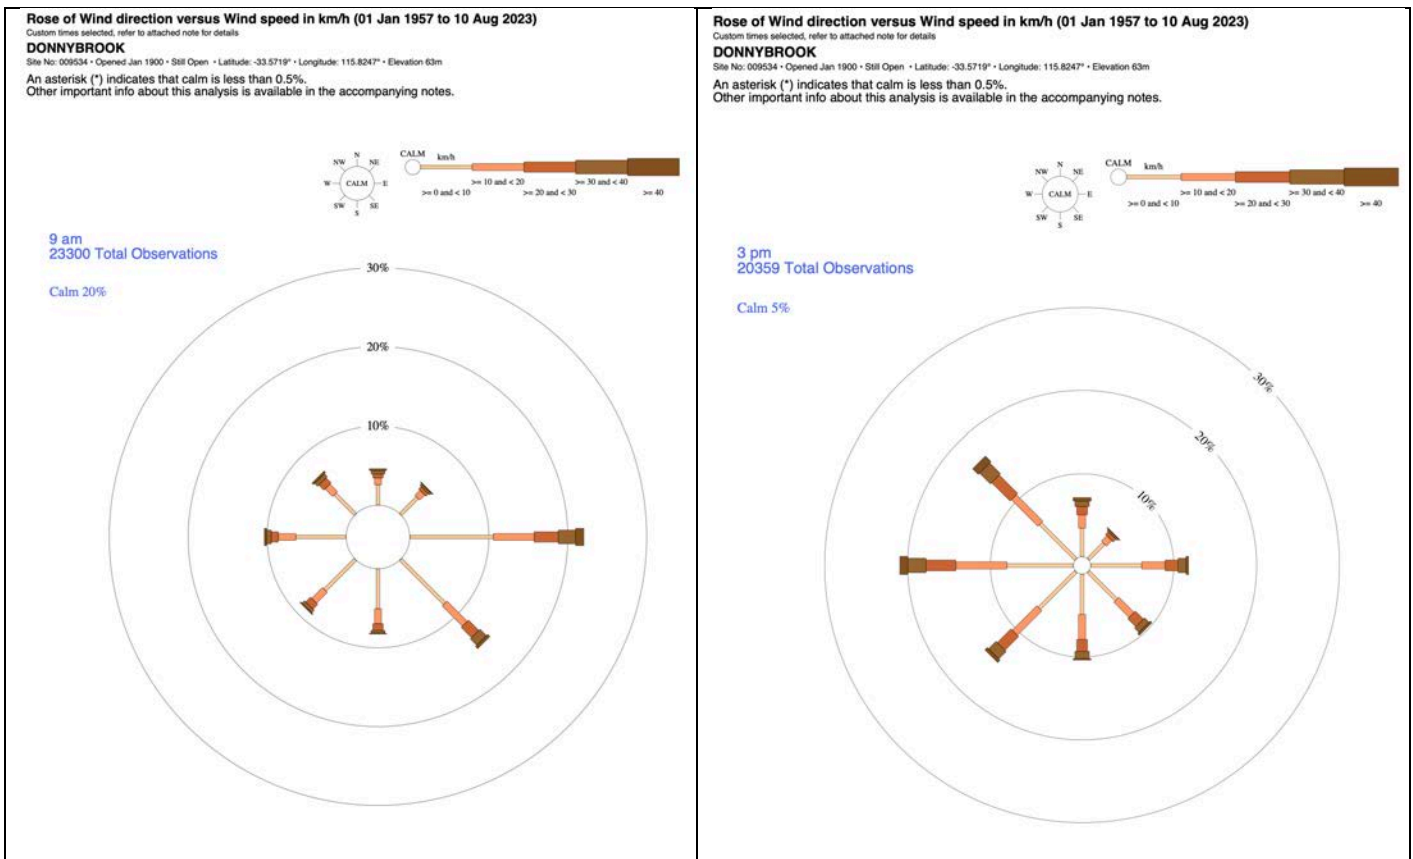 Rose of Wind direction versus Wind speed in km/h (01 Jan 1957 to 10 Aug 2023)
Custom times selected, refer to attached note for details
DONNYBROOK
Site No: 009534 • Opened Jan 1900 • Still Open • Latitude: -33.5719° • Longitude: 115.8247° • Elevation 63m
An asterisk (*) indicates that calm is less than 0.5%.
Other important info about this analysis is available in the accompanying notes.
N
NW NE
W CALM E
SW SE
S
CALM km/h
>= 10 and < 20 >= 30 and < 40
>= 0 and < 10 >= 20 and < 30 >= 40
9 am
23300 Total Observations
Calm 20%
30%
20%
10%
Rose of Wind direction versus Wind speed in km/h (01 Jan 1957 to 10 Aug 2023)
Custom times selected, refer to attached note for details
DONNYBROOK
Site No: 009534 • Opened Jan 1900 • Still Open • Latitude: -33.5719° • Longitude: 115.8247° • Elevation 63m
An asterisk (*) indicates that calm is less than 0.5%.
Other important info about this analysis is available in the accompanying notes.
N
NW NE
W CALM E
SW SE
S
CALM km/h
>= 10 and < 20 >= 30 and < 40
>= 0 and < 10 >= 20 and < 30 >= 40
3 pm
20359 Total Observations
Calm 5%
30%
20%
10%